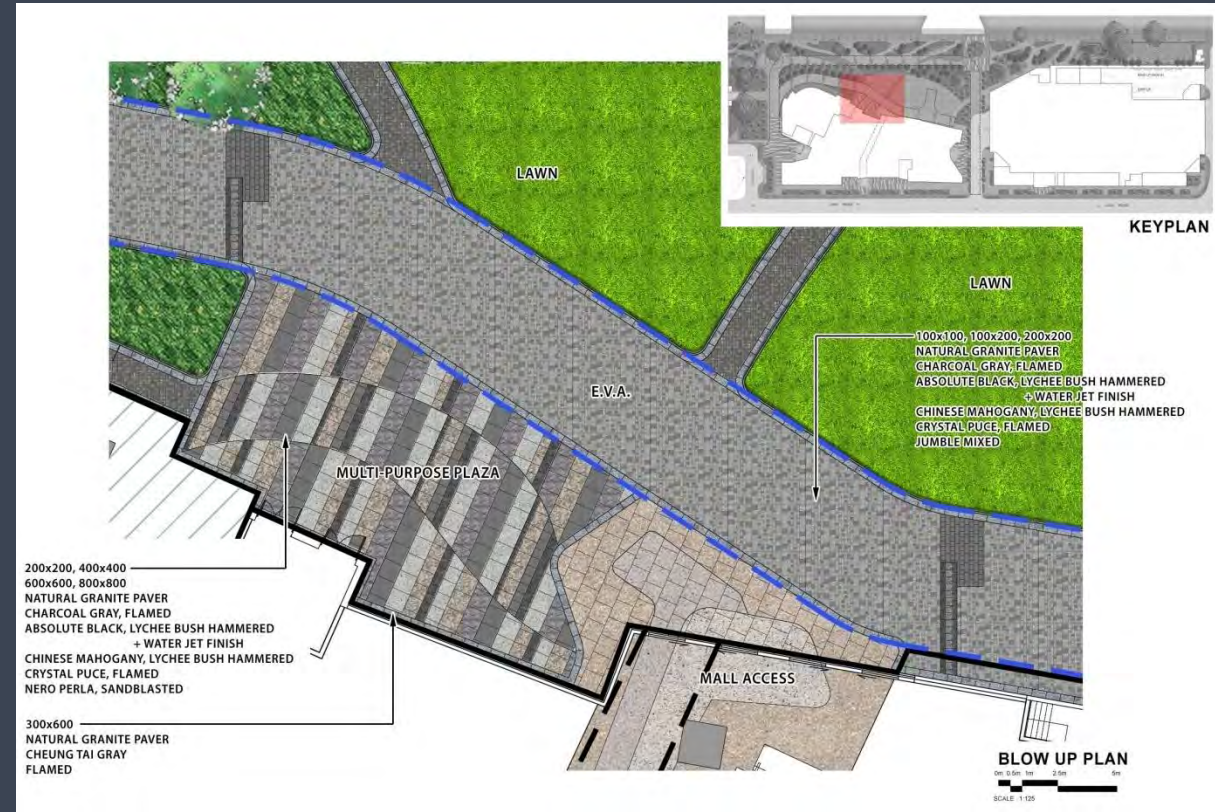 KEYPLAN
LAWN
LAWN
100x100, 100x200, 200x200
NATURAL GRANITE PAVER
CHARCOAL GRAY, FLAMED
ABSOLUTE BLACK, LYCHEE BUSH HAMMERED
+ WATER JET FINISH
CHINESE MAHOGANY, LYCHEE BUSH HAMMERED
CRYSTAL PUCE, FLAMED
JUMBLE MIXED
E.V.A.
MULTI-PURPOSE PLAZA
200x200, 400x400
600x600, 800x800
NATURAL GRANITE PAVER
CHARCOAL GRAY, FLAMED
ABSOLUTE BLACK, LYCHEE BUSH HAMMERED
+ WATER JET FINISH
CHINESE MAHOGANY, LYCHEE BUSH HAMMERED
CRYSTAL PUCE, FLAMED
NERO PERLA, SANDBLASTED
MALL ACCESS
300x600
NATURAL GRANITE PAVER
CHEUNG TAI GRAY
FLAMED
BLOW UP PLAN
0m 0.5m 1m 2.5m 5m
SCALE 1:125